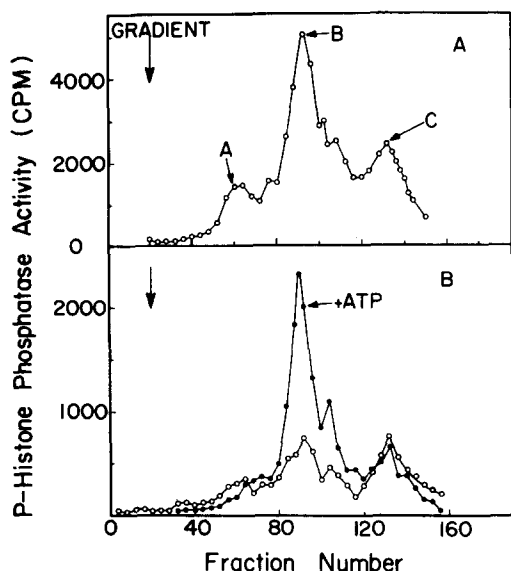 GRADIENT
A
B
A
C
4000
2000
0
P-Histone Phosphatase Activity (CPM)
B
+ATP
2000
1000
0 40 80 120 160
Fraction Number